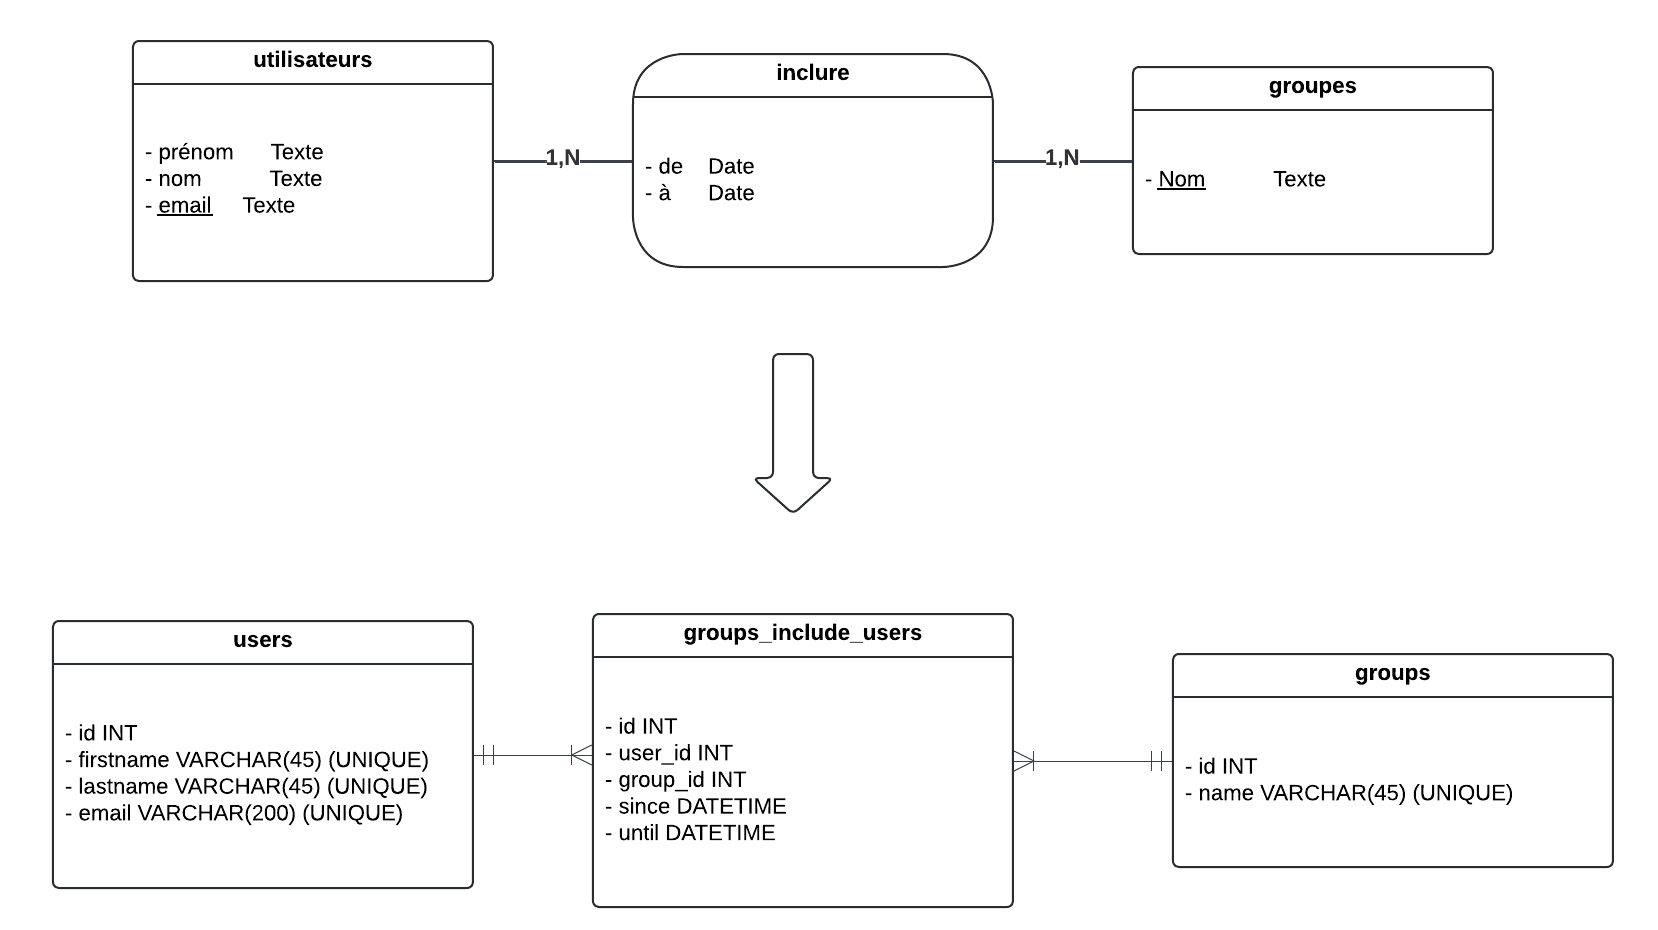 utilisateurs
- prénom Texte
- nom Texte
- email Texte
1,N
inclure
- de Date
- à Date
1,N
groupes
- Nom Texte
users
- id INT
- firstname VARCHAR(45) (UNIQUE)
- lastname VARCHAR(45) (UNIQUE)
- email VARCHAR(200) (UNIQUE)
groups_include_users
- id INT
- user_id INT
- group_id INT
- since DATETIME
- until DATETIME
groups
- id INT
- name VARCHAR(45) (UNIQUE)